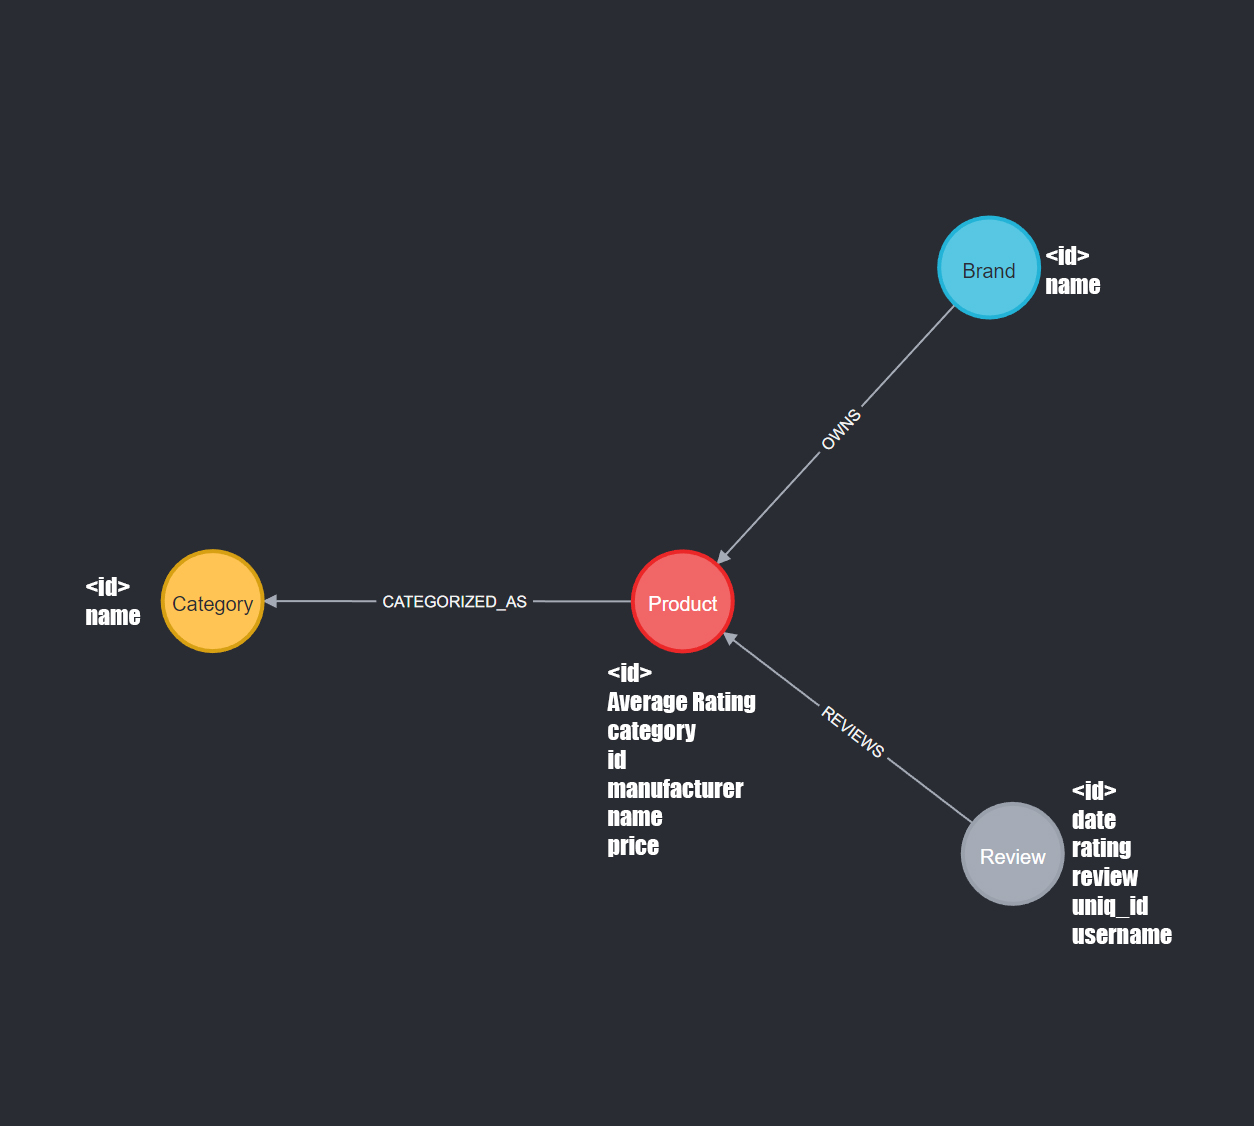 Brand
<id>
name
OWNS
<id>
name
Category
CATEGORIZED_AS
Product
<id>
Average Rating
category
id
manufacturer
name
price
REVIEWS
Review
<id>
date
rating
review
uniq_id
username